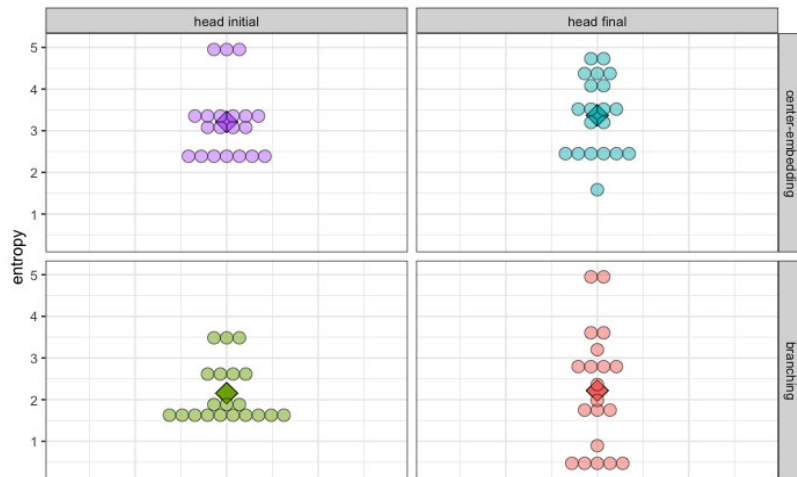 head initial
head final
5
4
3
2
1
center-embedding
entropy
5
4
3
2
1
branching